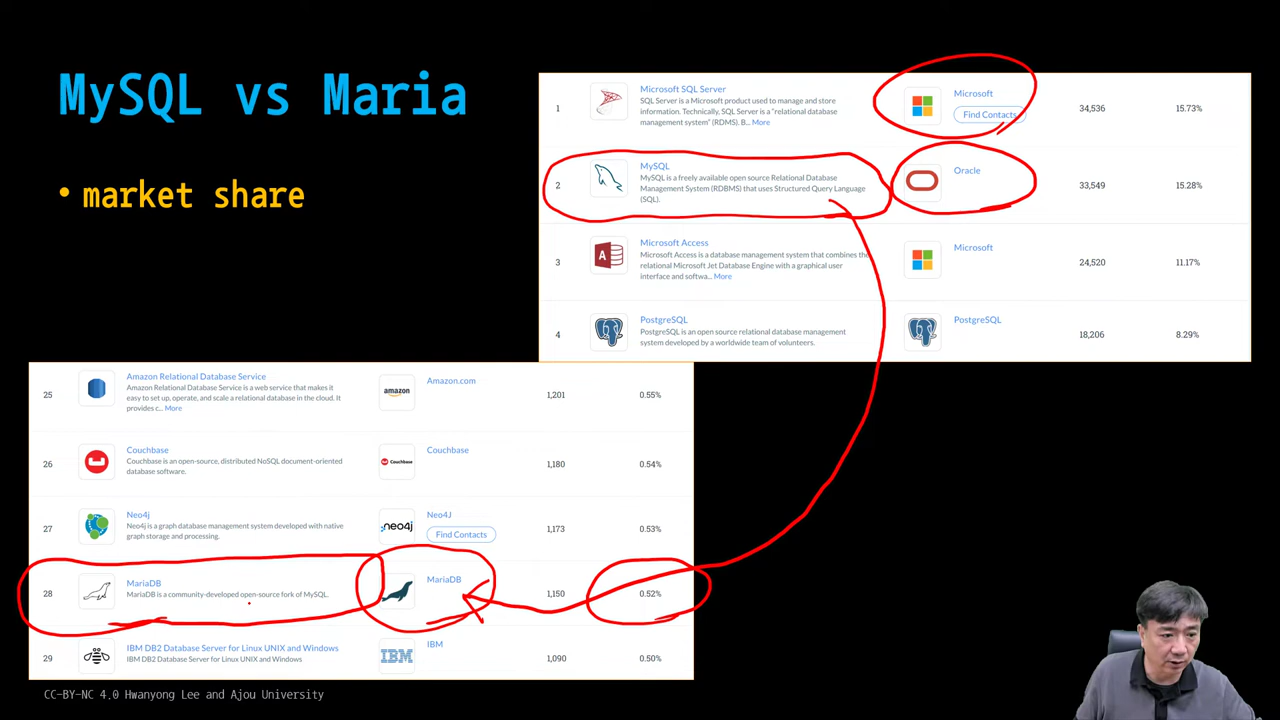 MySQL vs Maria
• market share
1
Microsoft SQL Server
SQL Server is a Microsoft product used to manage and store
information. Technically, SQL Server is a "relational database
management system" (RDMS). B... More
Microsoft
Find Contacts
34,536
15.73%
2
MySQL
MySQL is a freely available open source Relational Database
Management System (RDBMS) that uses Structured Query Language
(SQL).
Oracle
33,549
15.28%
3
Microsoft Access
Microsoft Access is a database management system that combines the
relational Microsoft Jet Database Engine with a graphical user
interface and softwa... More
Microsoft
24,520
11.17%
4
PostgreSQL
PostgreSQL is an open source relational database management
system developed by a worldwide team of volunteers.
PostgreSQL
18,206
8.29%
25
Amazon Relational Database Service
Amazon Relational Database Service is a web service that makes it
easy to set up, operate, and scale a relational database in the cloud. It
provides c... More
amazon
Amazon.com
1,201
0.55%
26
Couchbase
Couchbase is an open-source, distributed NoSQL document-oriented
database software.
Couchbase
Couchbase
1,180
0.54%
27
Neo4j
Neo4j is a graph database management system developed with native
graph storage and processing.
neo4j
Neo4J
Find Contacts
1,173
0.53%
28
MariaDB
MariaDB is a community-developed open-source fork of MySQL.
MariaDB
1,150
0.52%
29
IBM DB2 Database Server for Linux UNIX and Windows
IBM DB2 Database Server for Linux UNIX and Windows
IBM
IBM
1,090
0.50%
CC-BY-NC 4.0 Hwanyong Lee and Ajou University